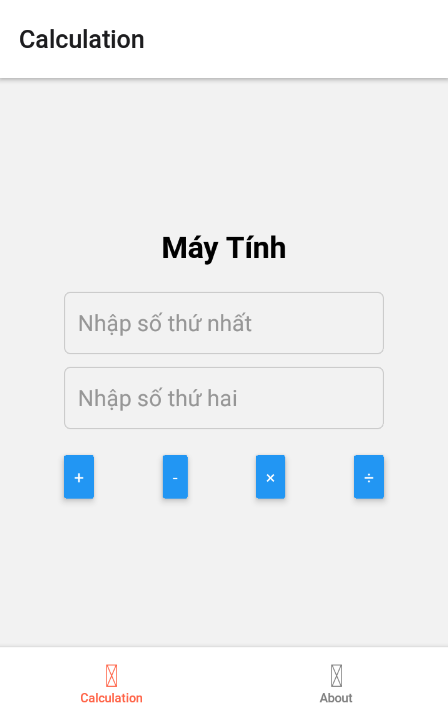 Calculation
Máy Tính
Nhập số thứ nhất
Nhập số thứ hai
+ - × ÷
Calculation About